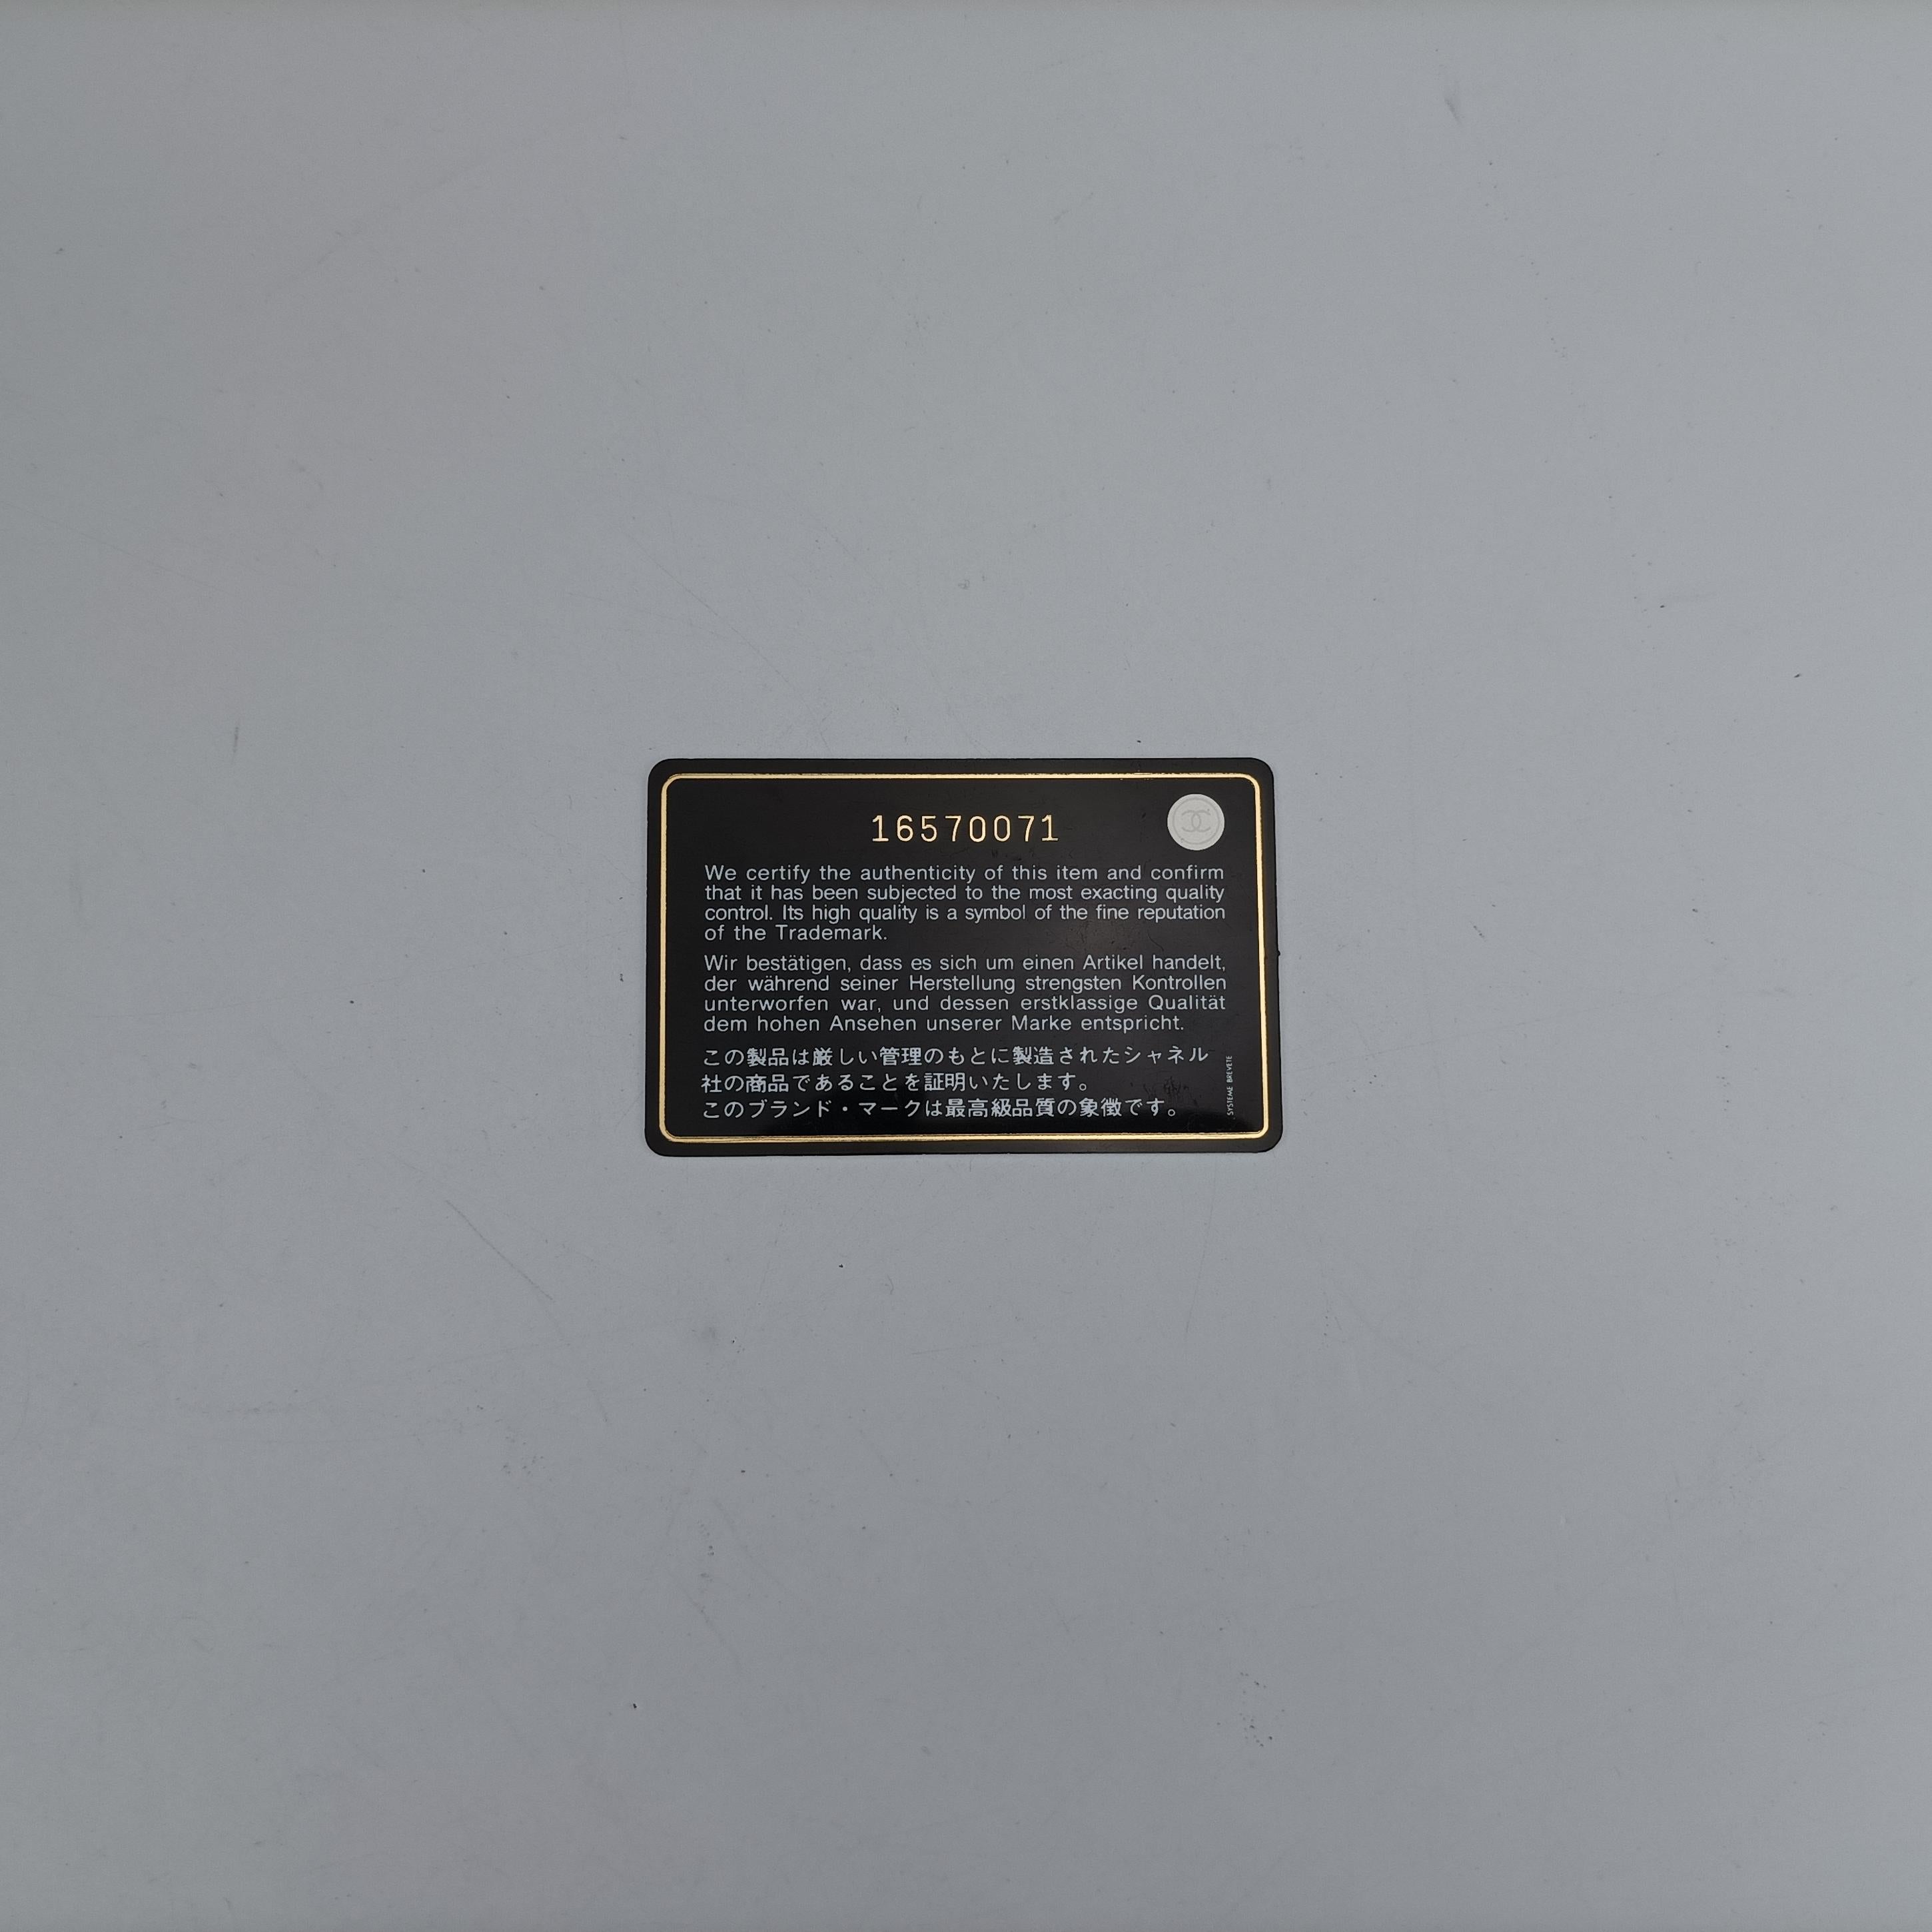 16570071
We certify the authenticity of this item and confirm
that it has been subjected to the most exacting quality
control. Its high quality is a symbol of the fine reputation
of the Trademark.
Wir bestätigen, dass es sich um einen Artikel handelt,
der während seiner Herstellung strengsten Kontrollen
unterworfen war, und dessen erstklassige Qualität
dem hohen Ansehen unserer Marke entspricht.
この製品は厳しい管理のもとに製造されたシャネル
社の商品であることを証明いたします。
このブランド・マークは最高級品質の象徴です。
SYSTEME BREVETE